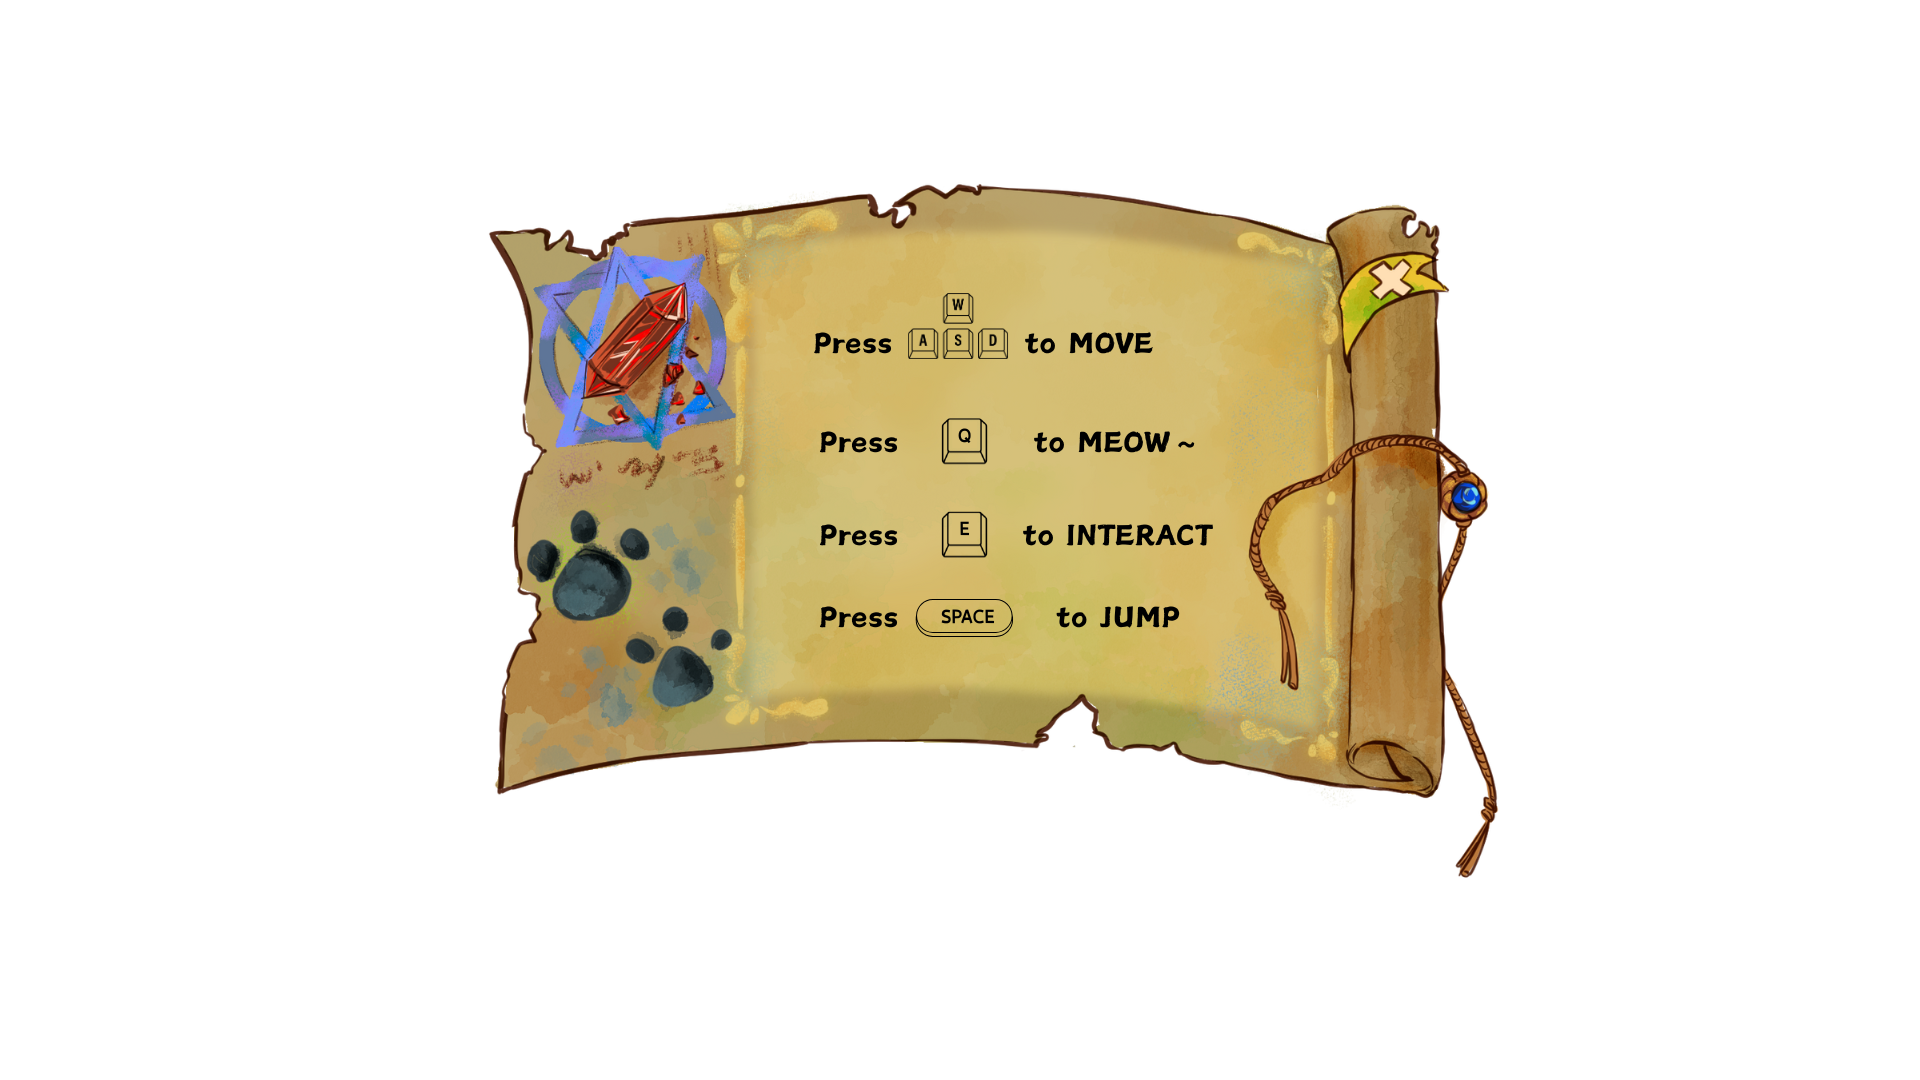 W
Press A S D to MOVE
Press Q to MEOW ~
Press E to INTERACT
Press SPACE to JUMP